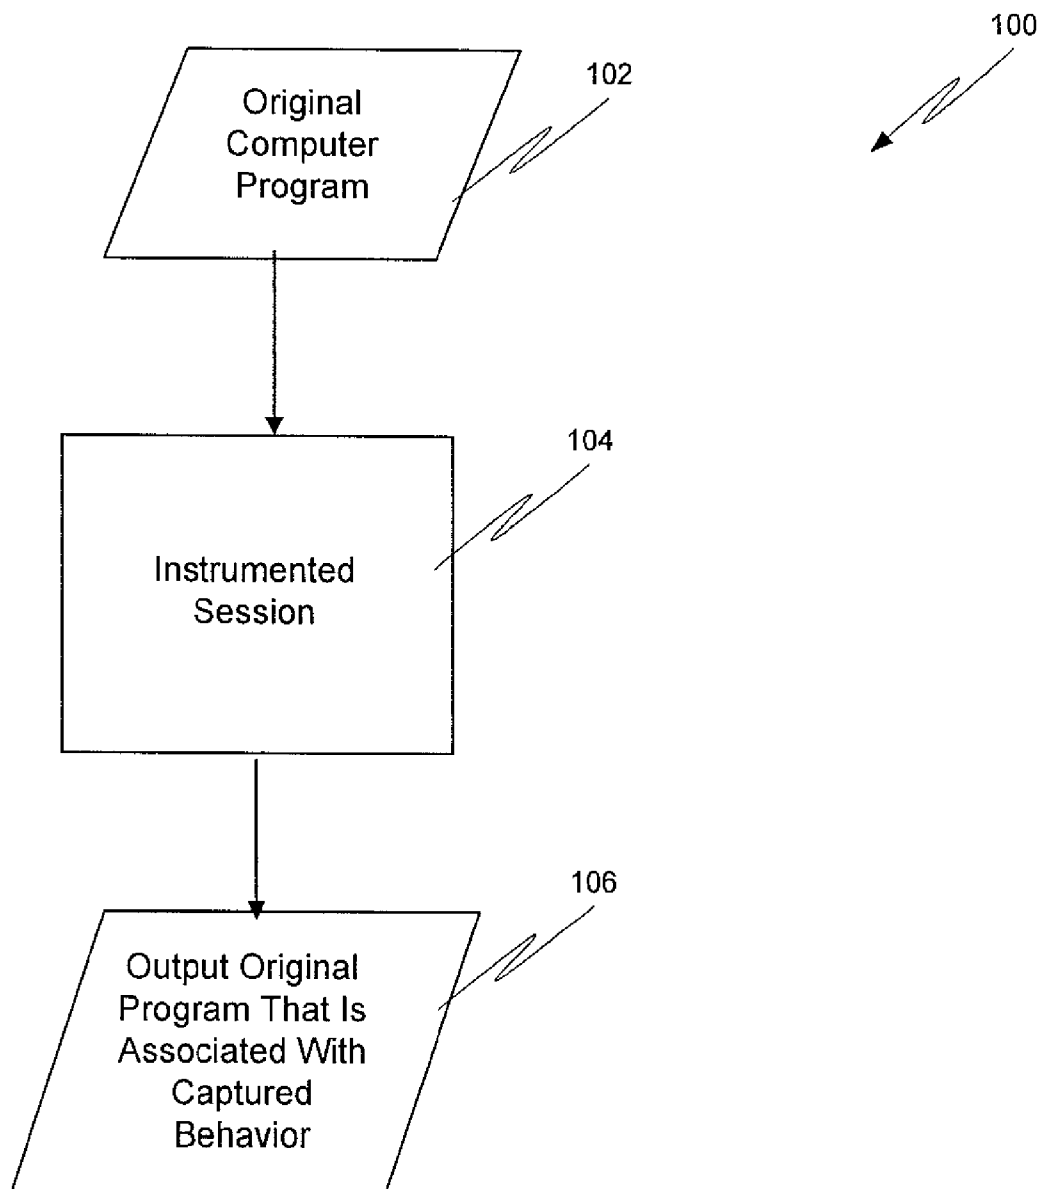 100
102
Original
Computer
Program
104
Instrumented
Session
106
Output Original
Program That Is
Associated With
Captured
Behavior